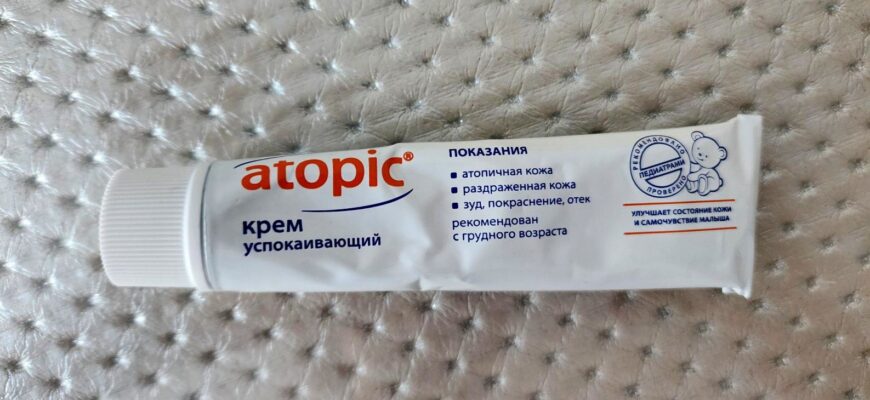 atopic®
крем
успокаивающий
ПОКАЗАНИЯ
атопичная кожа
раздраженная кожа
зуд, покраснение, отек
рекомендован
с грудного возраста
РЕКОМЕНДОВАНО
ПЕДИАТРАМИ
ПРОВЕРЕНО
УЛУЧШАЕТ СОСТОЯНИЕ КОЖИ
И САМОЧУВСТВИЕ МАЛЫША